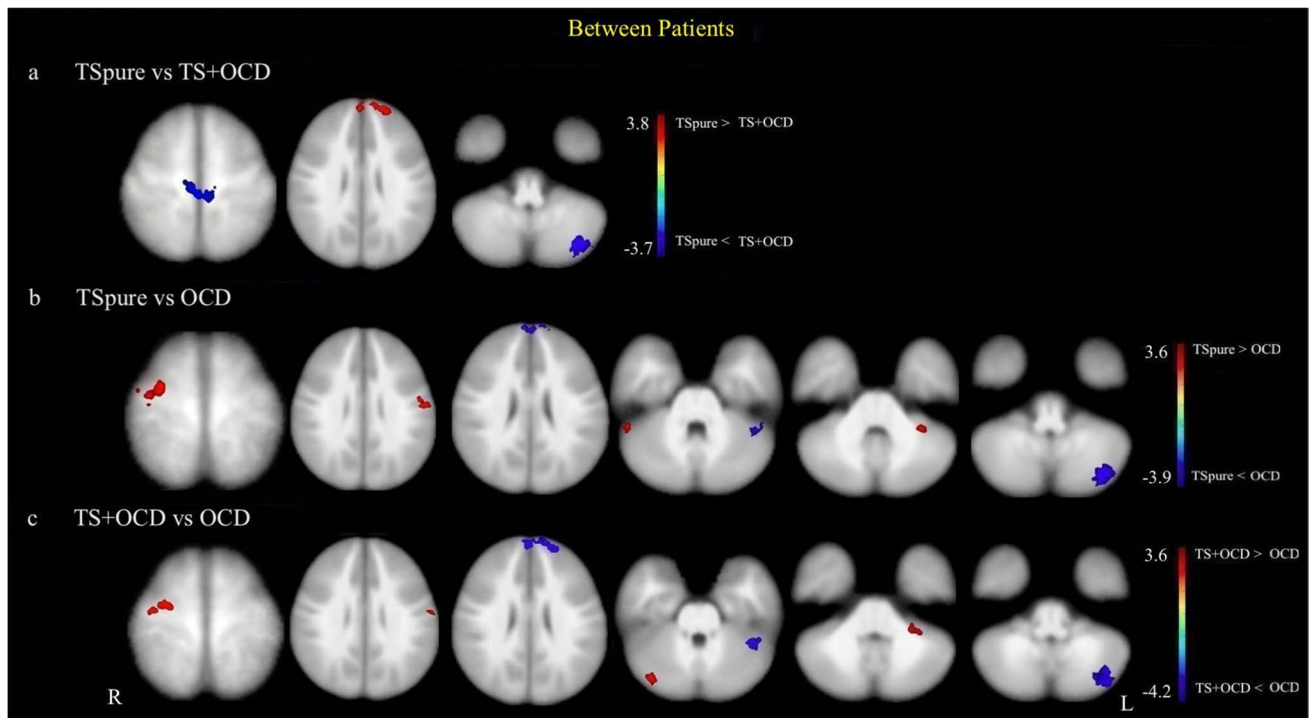 Between Patients
a TSpure vs TS+OCD
3.8 TSpure > TS+OCD
-3.7 TSpure < TS+OCD
b TSpure vs OCD
3.6 TSpure > OCD
-3.9 TSpure < OCD
c TS+OCD vs OCD
3.6 TS+OCD > OCD
-4.2 TS+OCD < OCD
R L